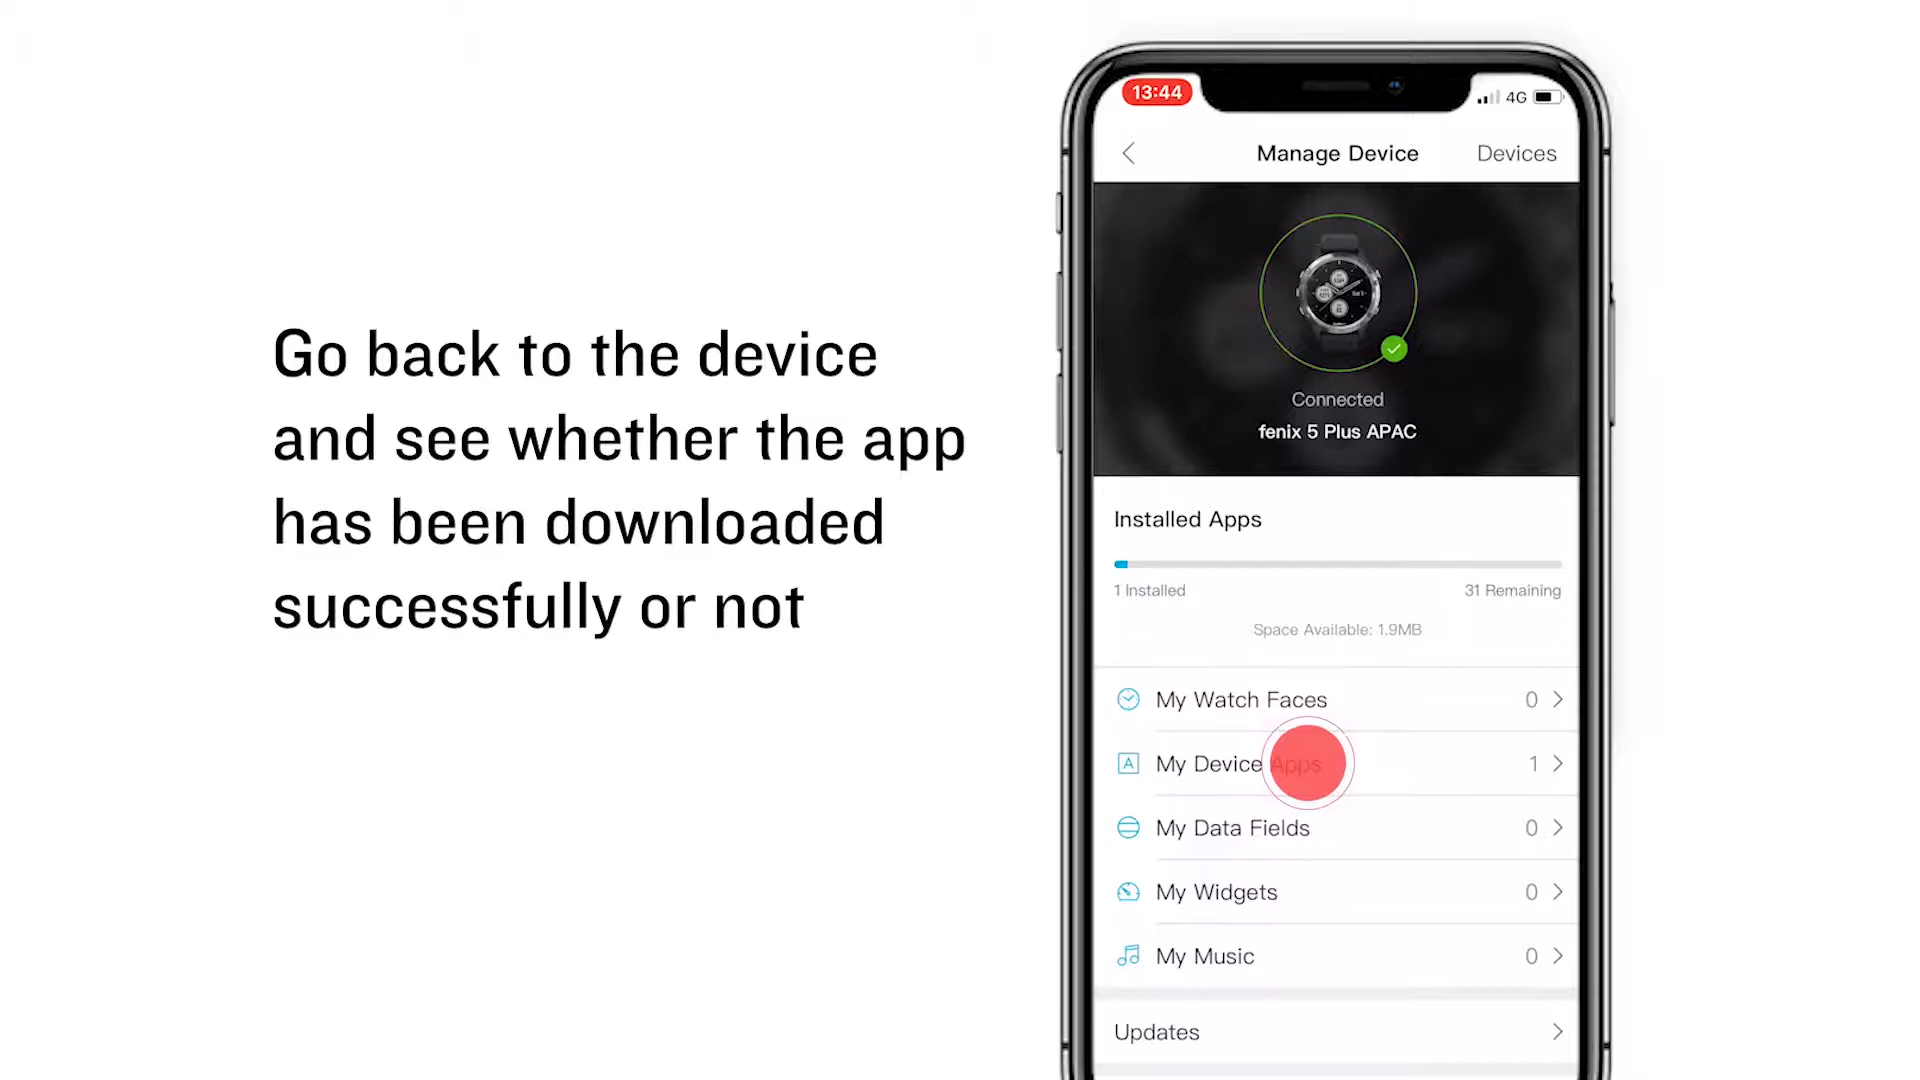 Go back to the device
and see whether the app
has been downloaded
successfully or not
13:44
4G
Manage Device
Devices
Connected
fenix 5 Plus APAC
Installed Apps
1 Installed
31 Remaining
Space Available: 1.9MB
My Watch Faces 0
A My Device Apps 1
My Data Fields 0
My Widgets 0
My Music 0
Updates